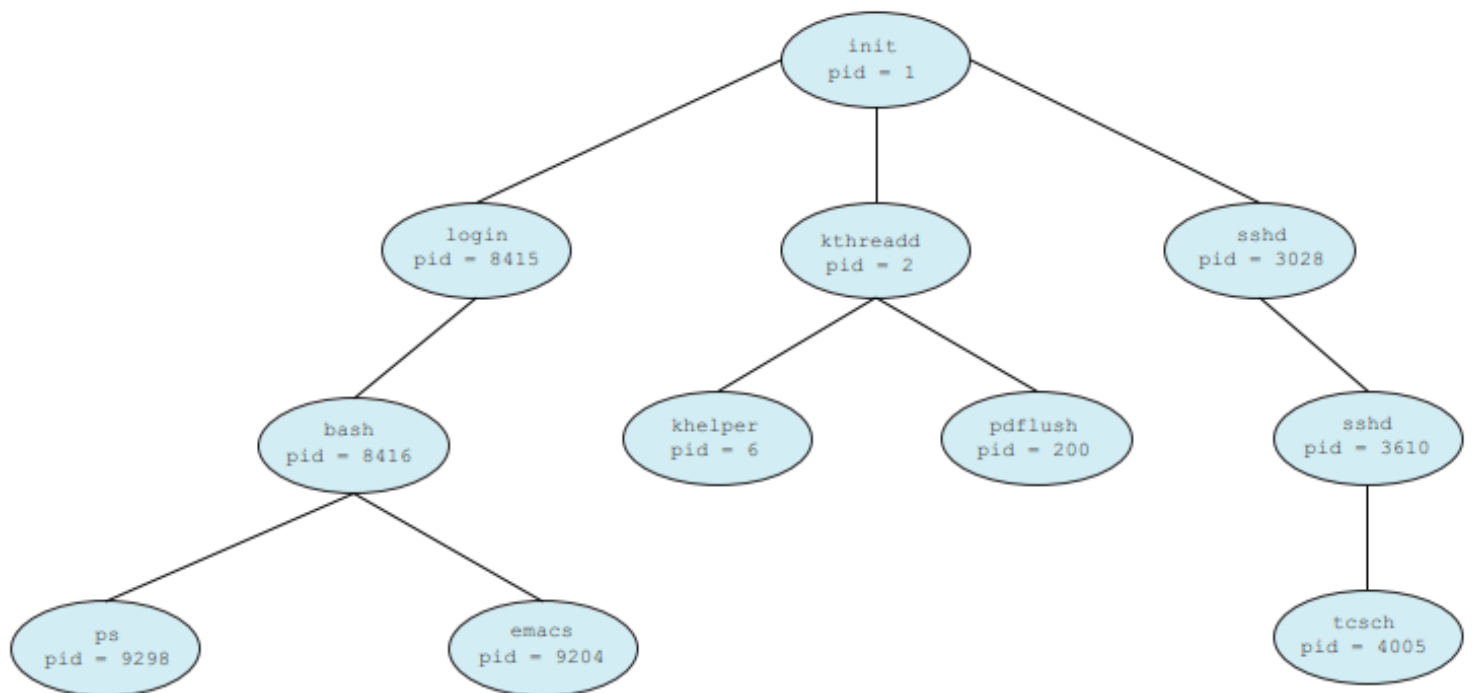 init
pid = 1
login
pid = 8415
kthreadd
pid = 2
sshd
pid = 3028
bash
pid = 8416
khelper
pid = 6
pdflush
pid = 200
sshd
pid = 3610
ps
pid = 9298
emacs
pid = 9204
tcsch
pid = 4005